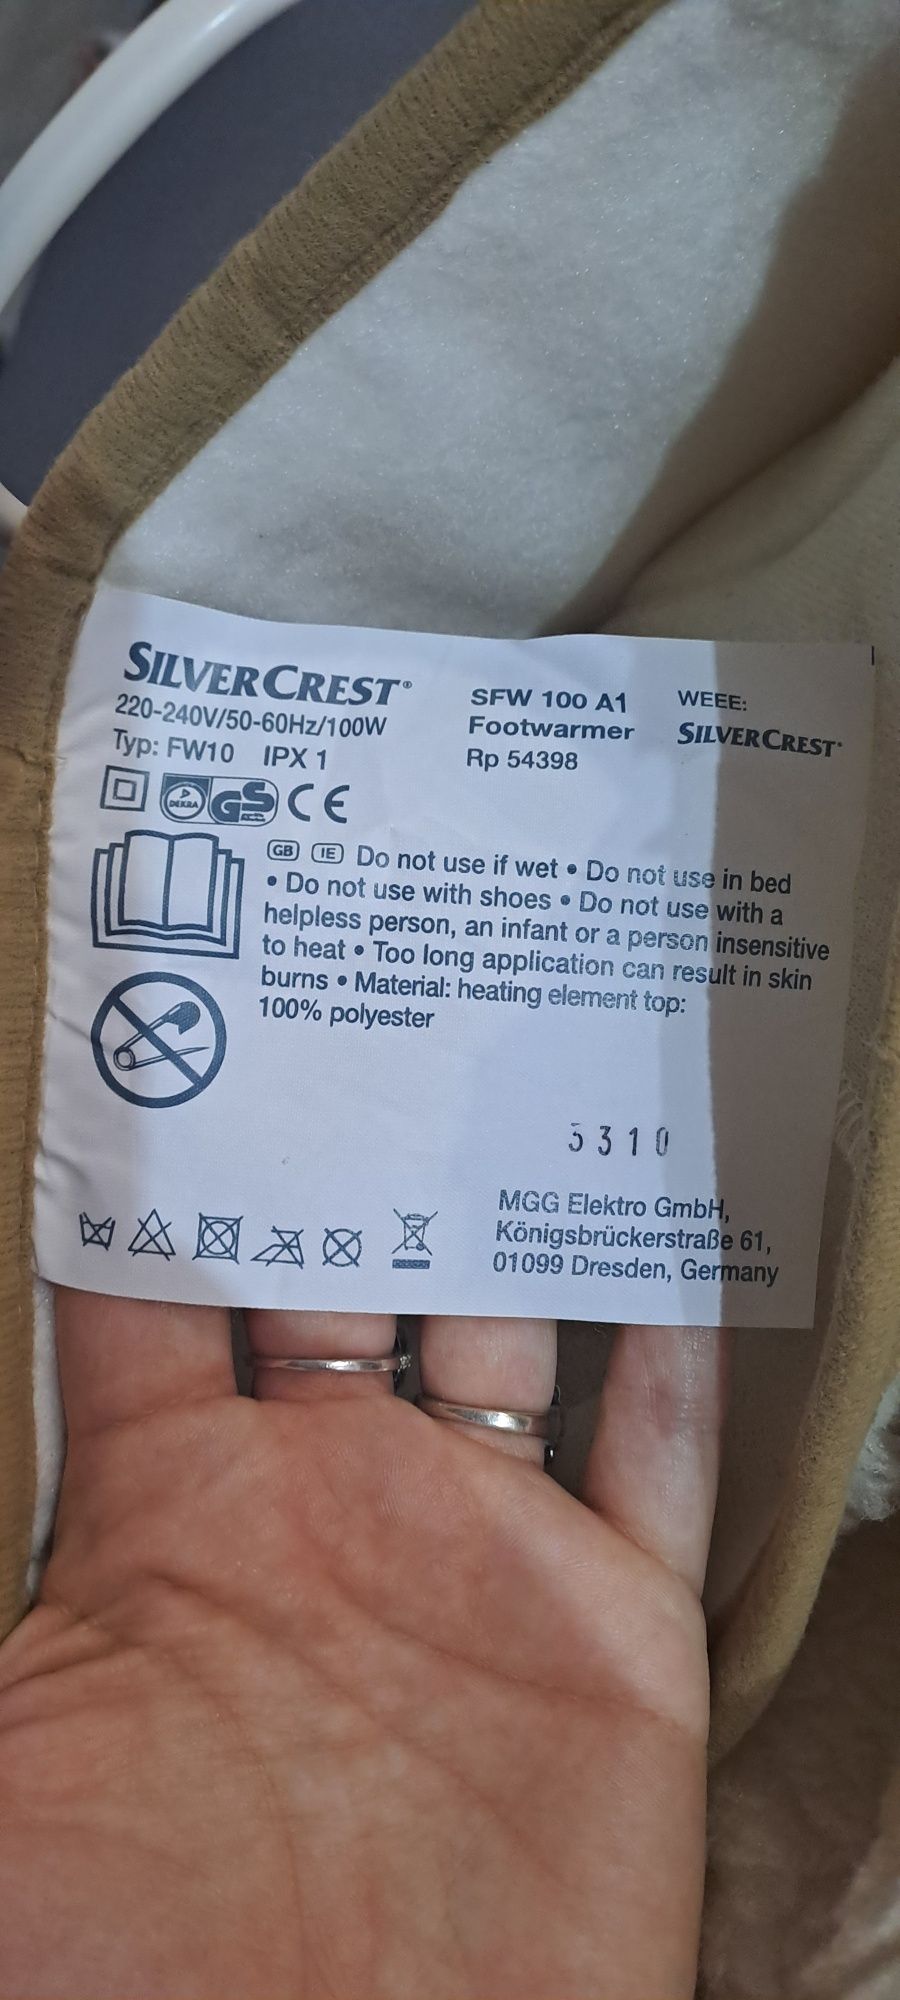 SILVERCREST®
220-240V/50-60Hz/100W
Typ: FW10 IPX 1
SFW 100 A1
Footwarmer
Rp 54398
WEEE:
SILVERCREST®
DEKRA GS CE
GB IE Do not use if wet • Do not use in bed
• Do not use with shoes • Do not use with a
helpless person, an infant or a person insensitive
to heat • Too long application can result in skin
burns • Material: heating element top:
100% polyester
5310
MGG Elektro GmbH,
Königsbrückerstraße 61,
01099 Dresden, Germany